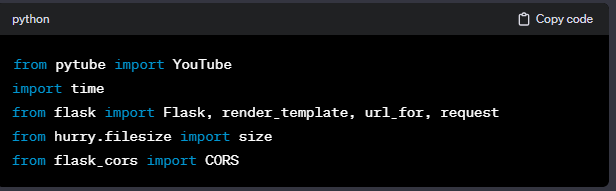 python
Copy code
from pytube import YouTube
import time
from flask import Flask, render_template, url_for, request
from hurry.filesize import size
from flask_cors import CORS